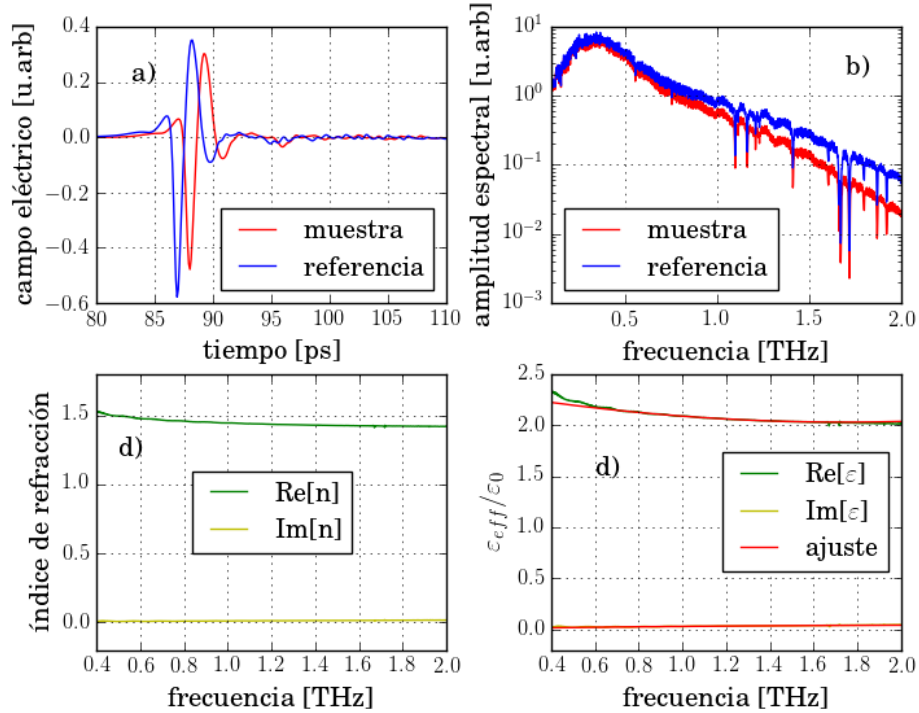 campo eléctrico [u.arb]
0.4
0.2
0.0
−0.2
−0.4
−0.6
a)
muestra
referencia
80
85
90
95
100
105
110
tiempo [ps]
amplitud espectral [u.arb]
10¹
10⁰
10⁻¹
10⁻²
10⁻³
b)
muestra
referencia
0.5
1.0
1.5
2.0
frecuencia [THz]
índice de refracción
1.5
1.0
0.5
0.0
d)
Re[n]
Im[n]
0.4
0.6
0.8
1.0
1.2
1.4
1.6
1.8
2.0
frecuencia [THz]
ε_eff/ε_0
2.5
2.0
1.5
1.0
0.5
0.0
d)
Re[ε]
Im[ε]
ajuste
0.4
0.6
0.8
1.0
1.2
1.4
1.6
1.8
2.0
frecuencia [THz]